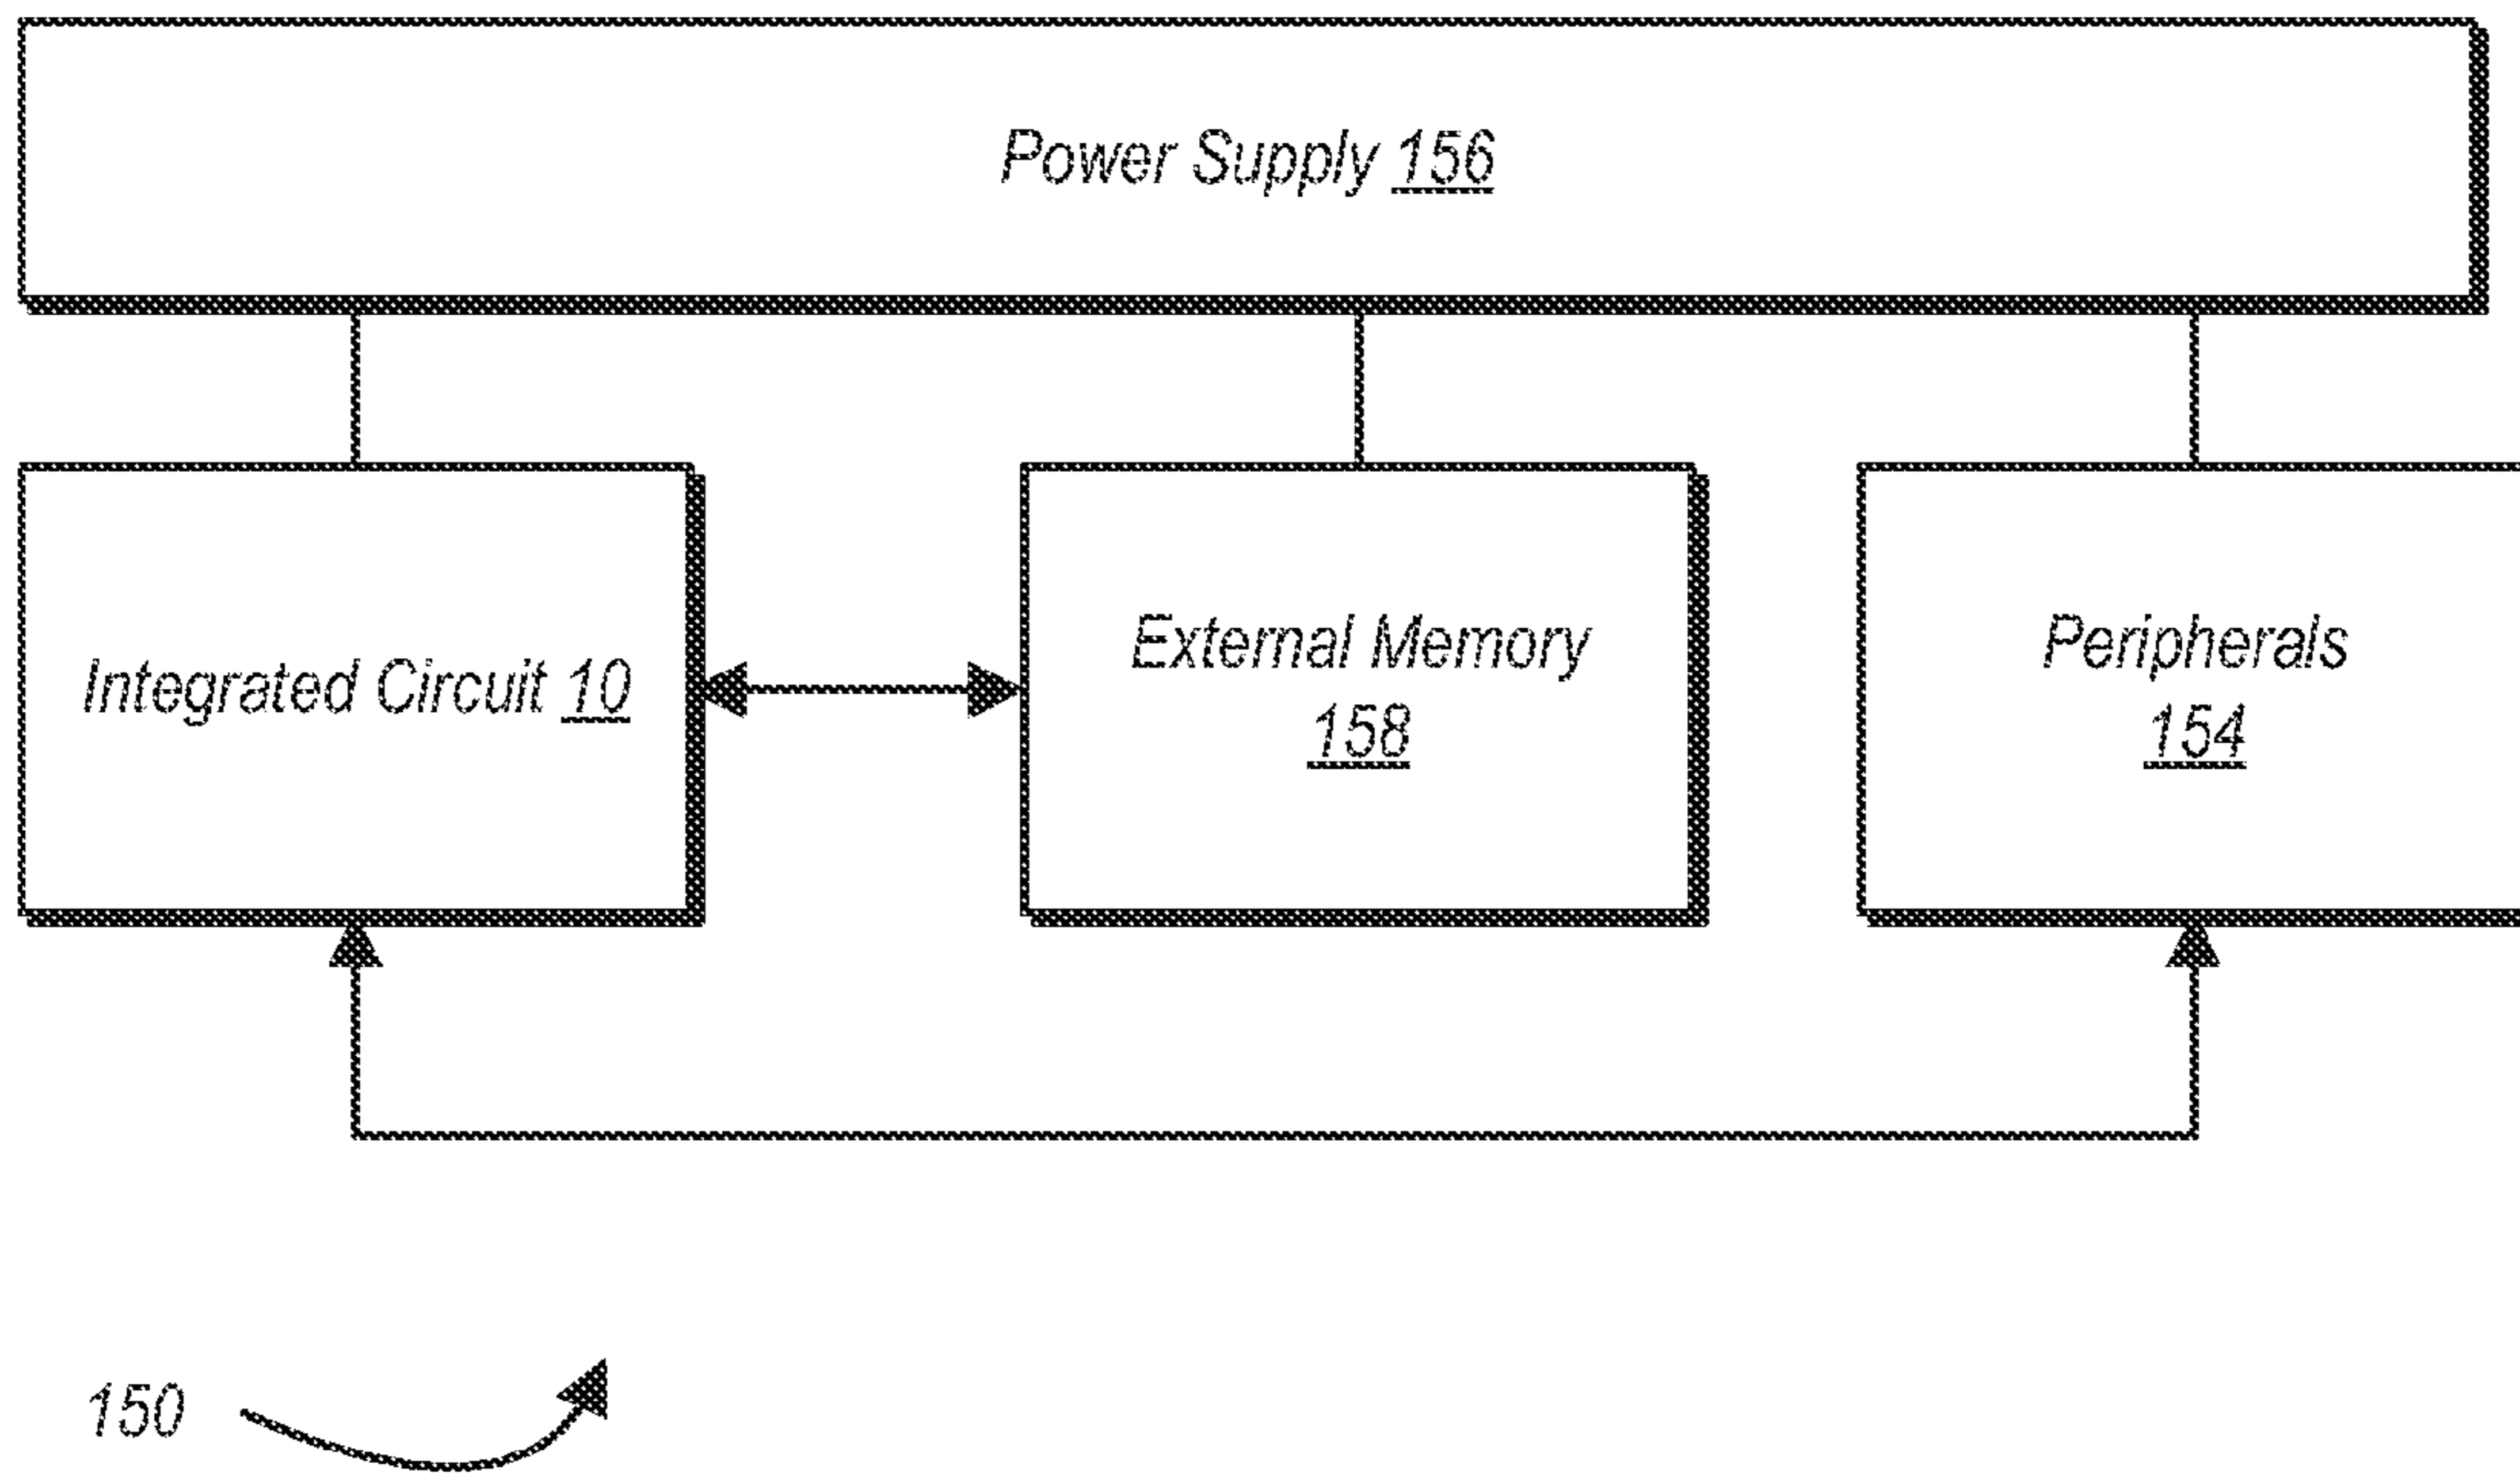 Power Supply 156
Integrated Circuit 10
External Memory
158
Peripherals
154
150